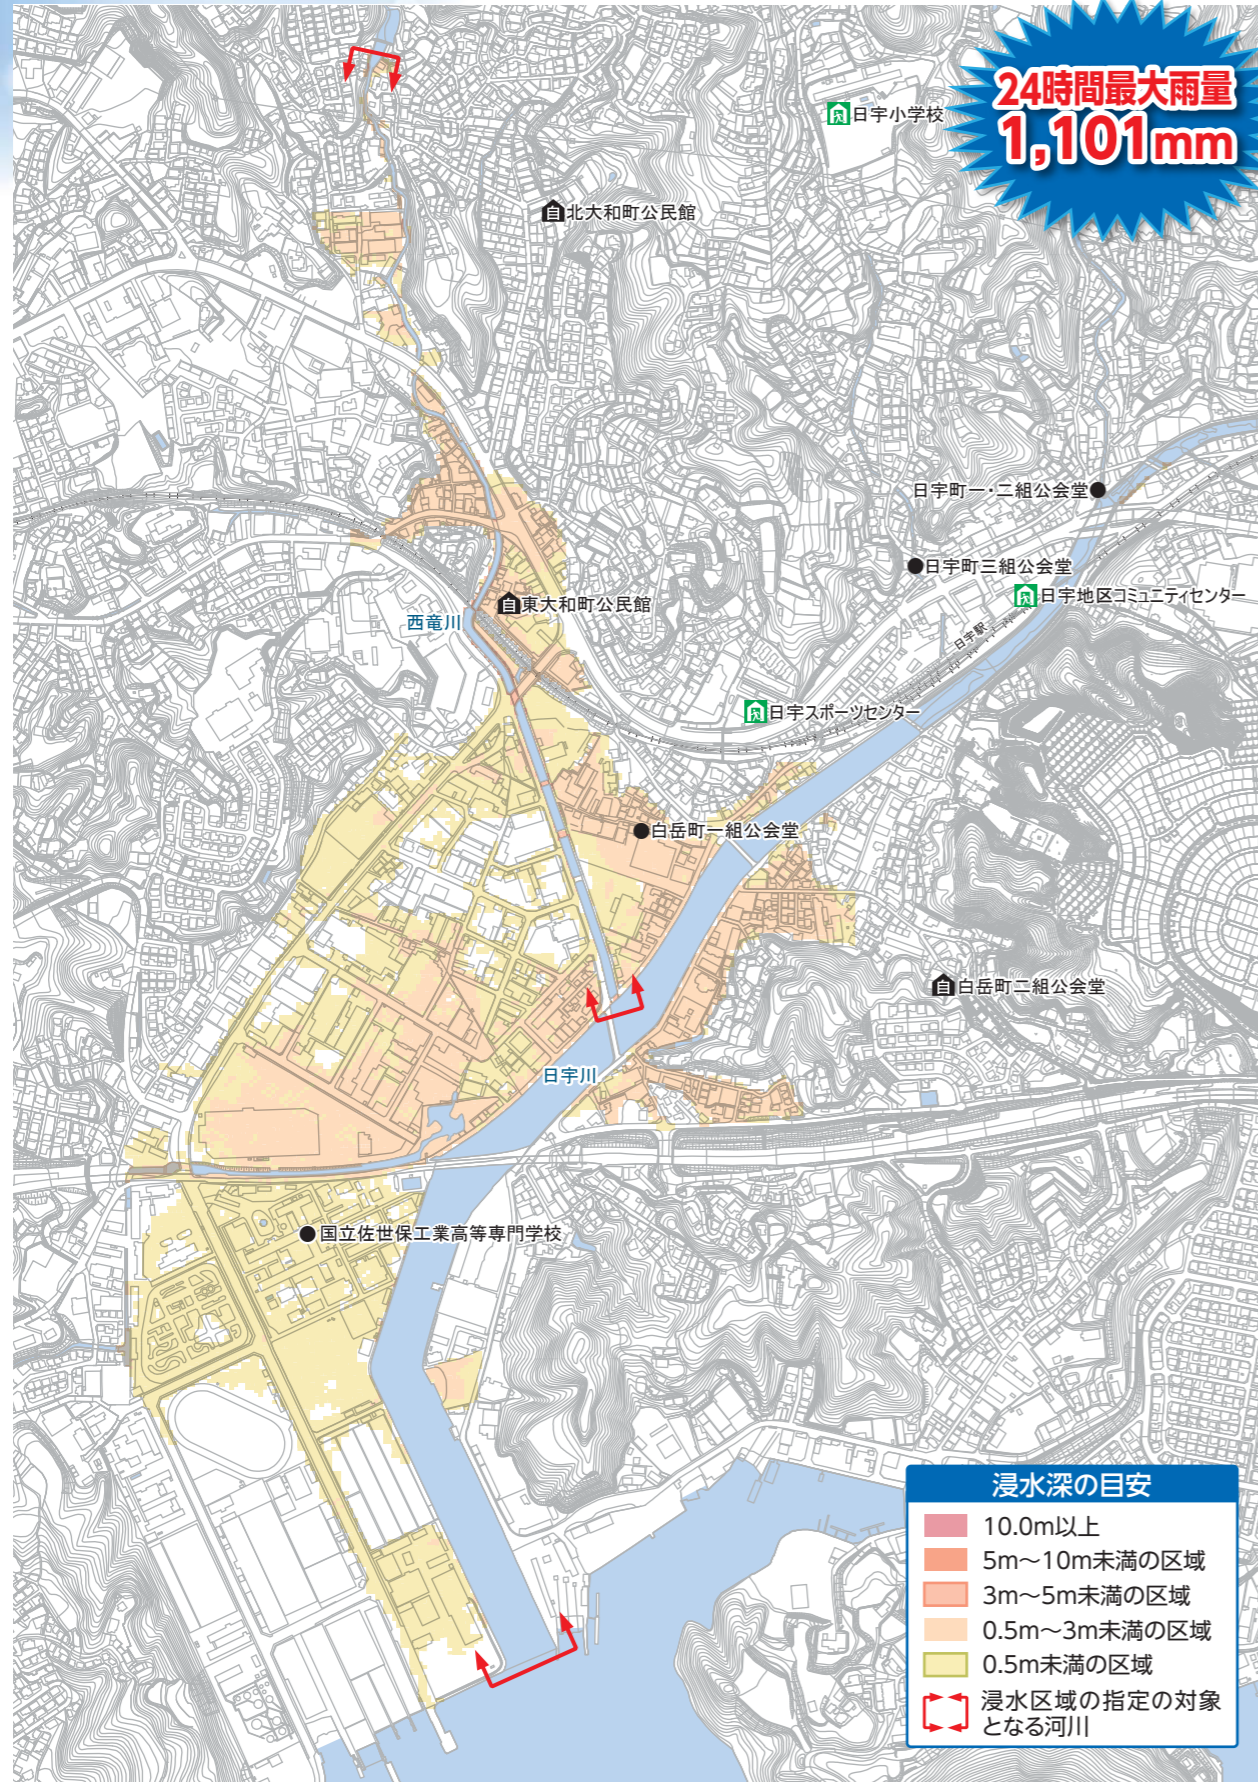 24時間最大雨量
1,101mm
日宇小学校
自北大和町公民館
日宇町一・二組公会堂
日宇町三組公会堂
日宇地区コミュニティセンター
自東大和町公民館
西竜川
日宇駅
日宇スポーツセンター
白岳町一組公会堂
自白岳町二組公会堂
日宇川
国立佐世保工業高等専門学校
浸水深の目安
10.0m以上
5m～10m未満の区域
3m～5m未満の区域
0.5m～3m未満の区域
0.5m未満の区域
浸水区域の指定の対象
となる河川